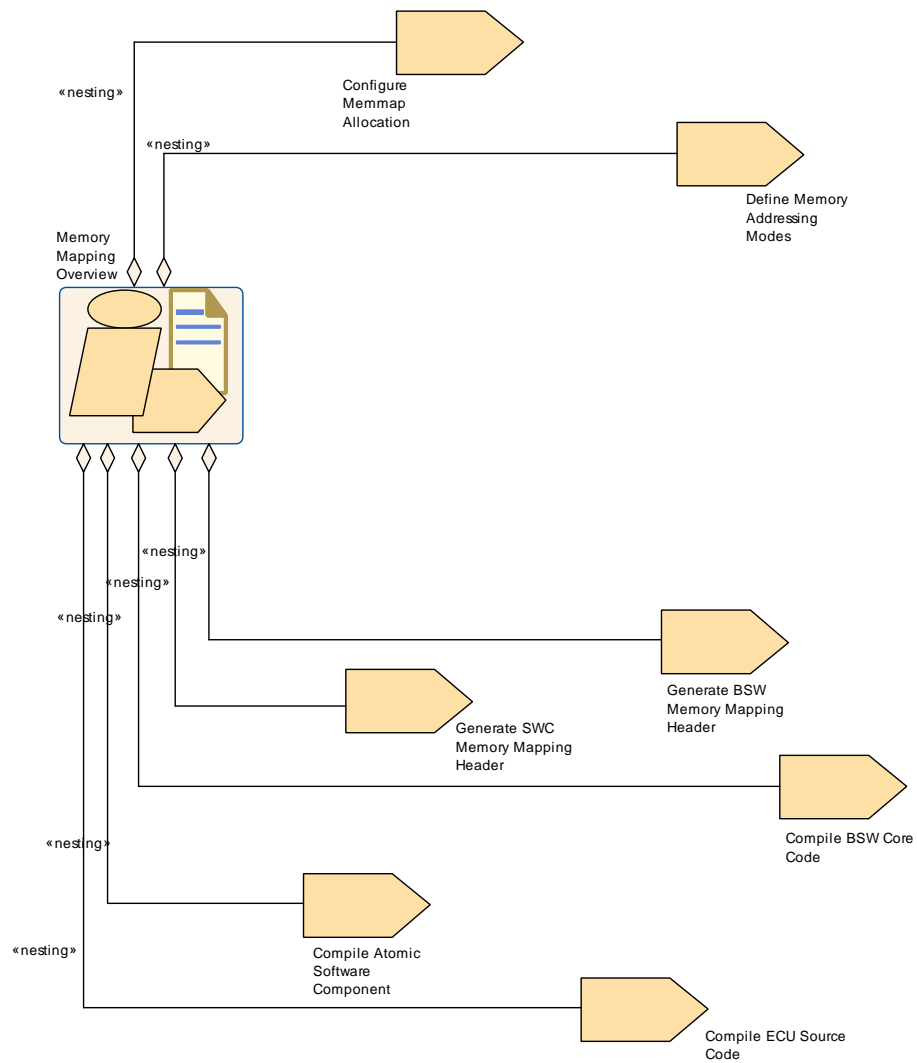 Configure
Memmap
Allocation
«nesting»
«nesting»
Define Memory
Addressing
Modes
Memory
Mapping
Overview
«nesting»
«nesting»
«nesting»
Generate BSW
Memory Mapping
Header
Generate SWC
Memory Mapping
Header
«nesting»
Compile BSW Core
Code
Compile Atomic
Software
Component
«nesting»
Compile ECU Source
Code